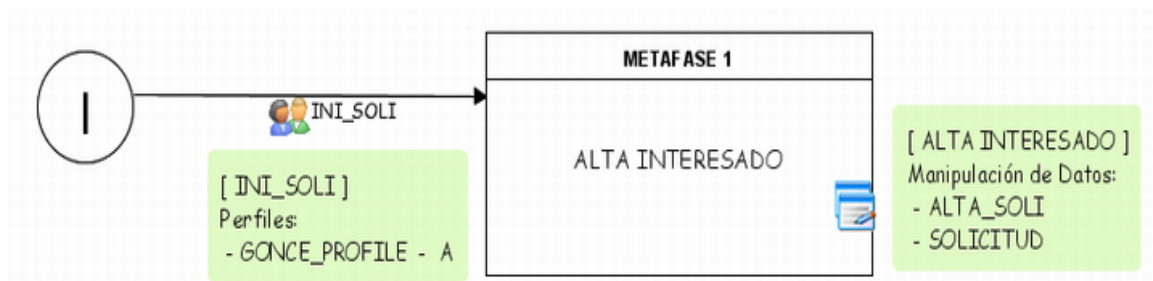 I
INI_SOLI
[ INI_SOLI ]
Perfiles:
- GONCE_PROFILE - A
METAFASE 1
ALTA INTERESADO
[ ALTA INTERESADO ]
Manipulación de Datos:
- ALTA_SOLI
- SOLICITUD